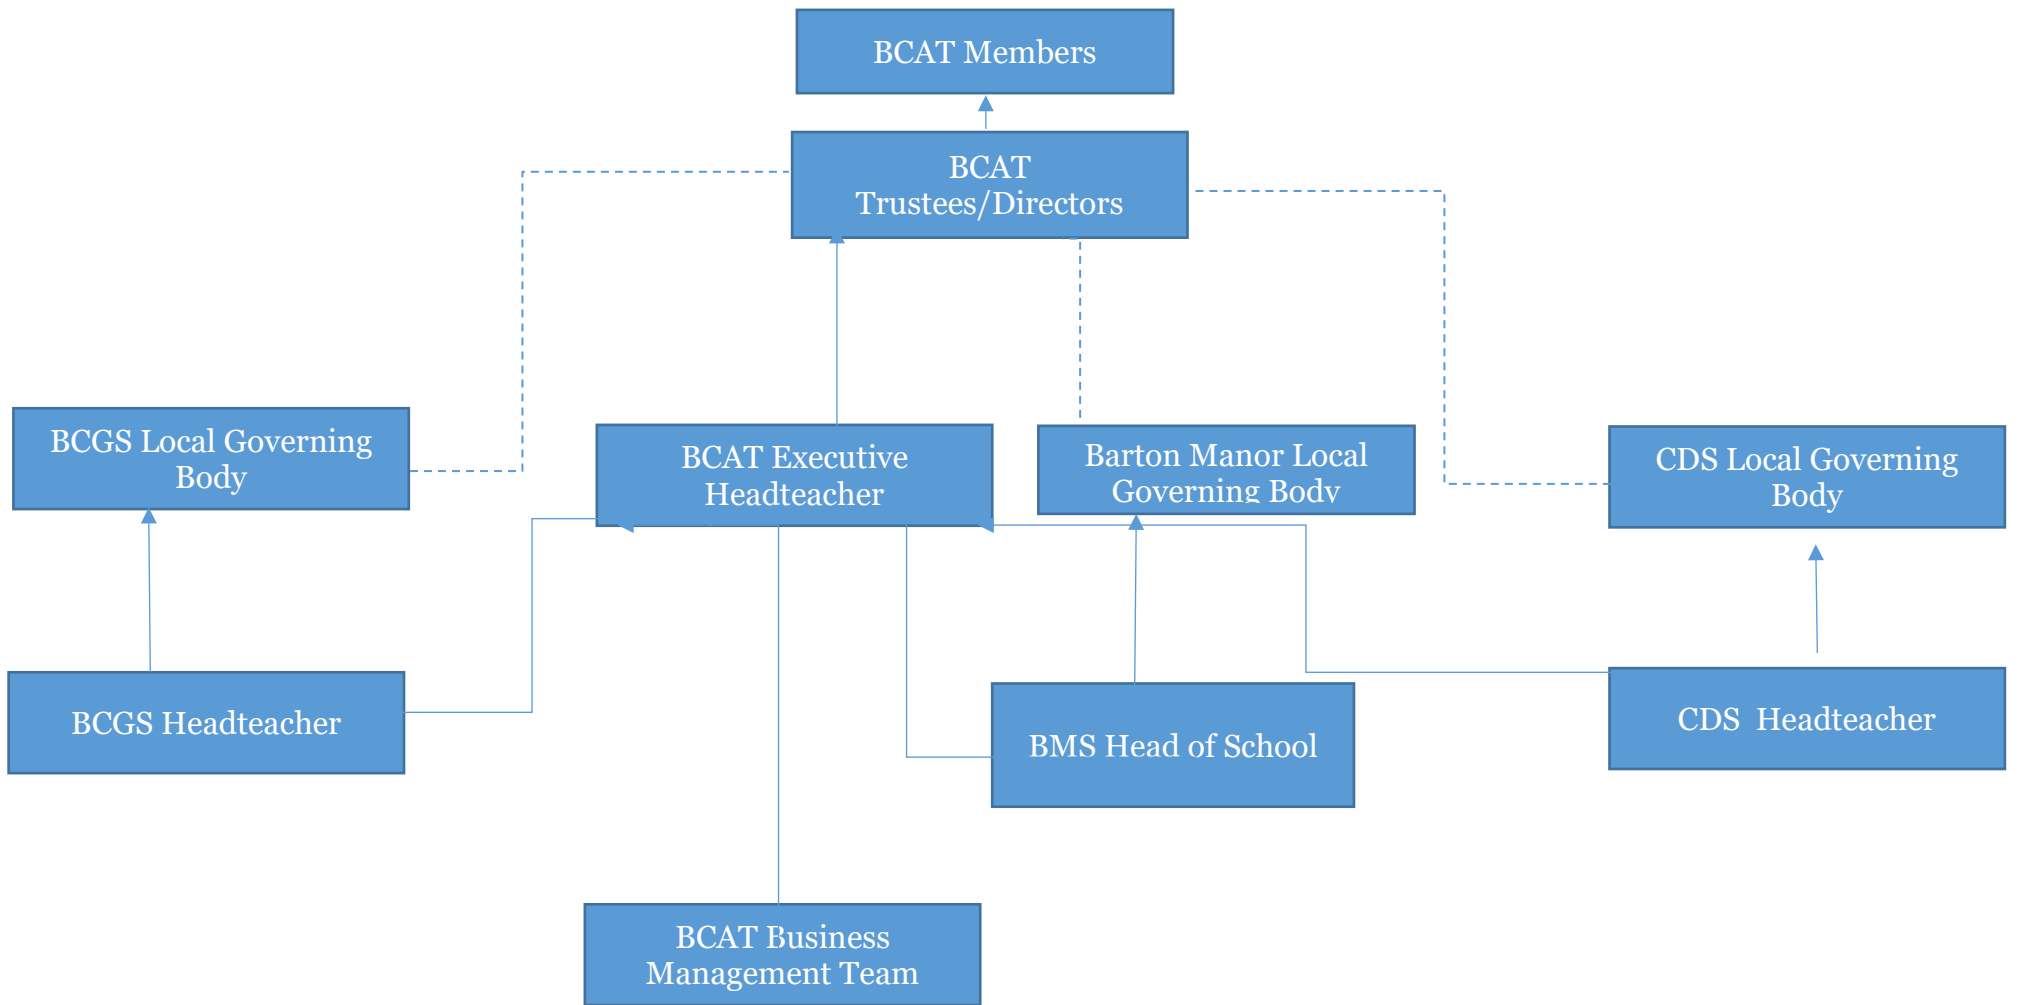 BCAT Members
BCAT
Trustees/Directors
BCGS Local Governing
Body
BCAT Executive
Headteacher
Barton Manor Local
Governing Body
CDS Local Governing
Body
BCGS Headteacher
BMS Head of School
CDS  Headteacher
BCAT Business
Management Team